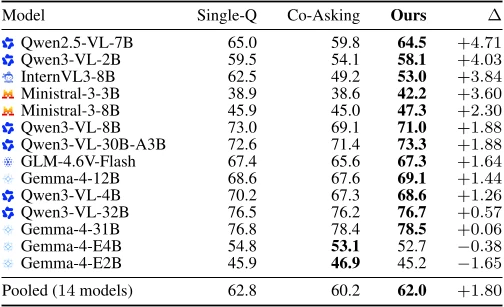 Model Single-Q Co-Asking Ours Δ
Qwen2.5-VL-7B 65.0 59.8 64.5 +4.71
Qwen3-VL-2B 59.5 54.1 58.1 +4.03
InternVL3-8B 62.5 49.2 53.0 +3.84
Ministral-3-3B 38.9 38.6 42.2 +3.60
Ministral-3-8B 45.9 45.0 47.3 +2.30
Qwen3-VL-8B 73.0 69.1 71.0 +1.88
Qwen3-VL-30B-A3B 72.6 71.4 73.3 +1.88
GLM-4.6V-Flash 67.4 65.6 67.3 +1.64
Gemma-4-12B 68.6 67.6 69.1 +1.44
Qwen3-VL-4B 70.2 67.3 68.6 +1.26
Qwen3-VL-32B 76.5 76.2 76.7 +0.57
Gemma-4-31B 76.8 78.4 78.5 +0.06
Gemma-4-E4B 54.8 53.1 52.7 −0.38
Gemma-4-E2B 45.9 46.9 45.2 −1.65
Pooled (14 models) 62.8 60.2 62.0 +1.80